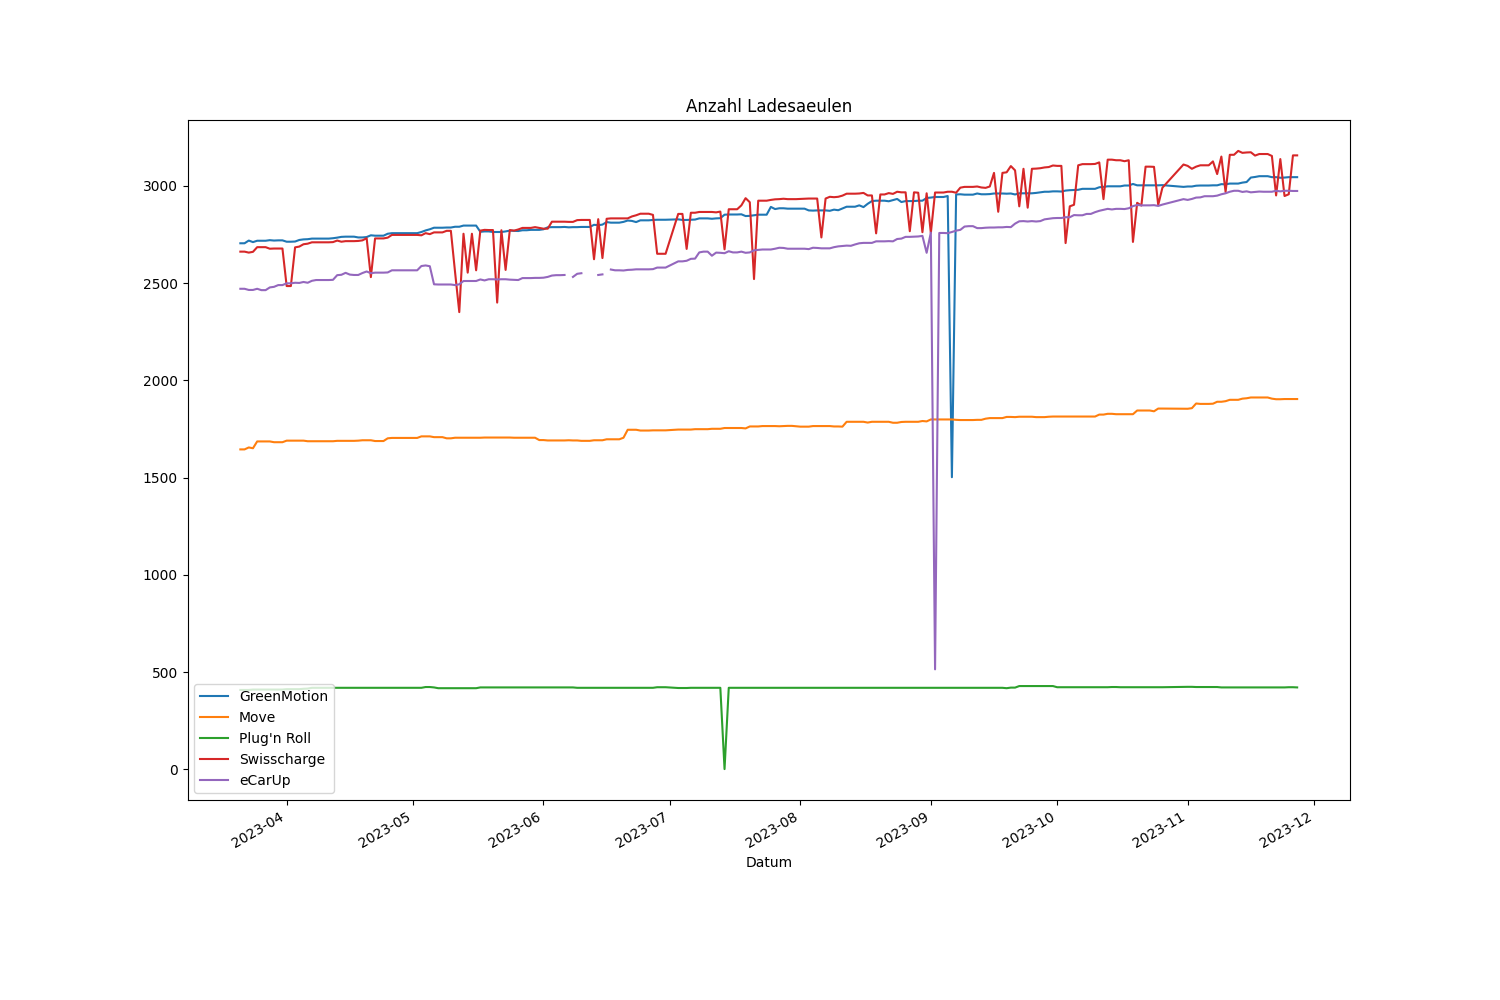 Anzahl Ladesaeulen
3000
2500
2000
1500
1000
500
0
GreenMotion
Move
Plug'n Roll
Swisscharge
eCarUp
2023-04
2023-05
2023-06
2023-07
2023-08
2023-09
2023-10
2023-11
2023-12
Datum